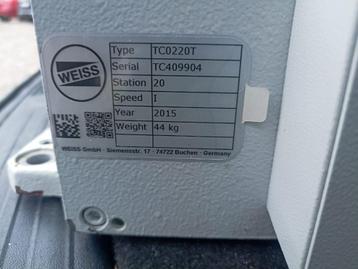 WEISS
Type TC0220T
Serial TC409904
Station 20
Speed I
Year 2015
Weight 44 kg
WEISS GmbH - Siemensstr. 17 - 74722 Buchen - Germany